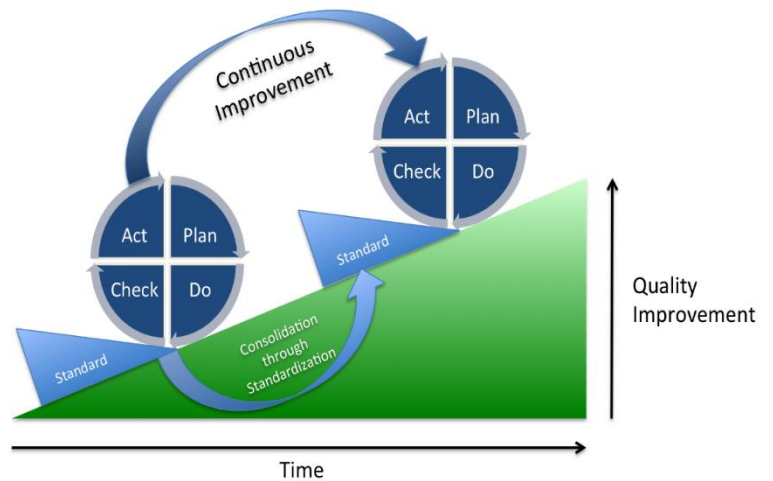 Continuous
Improvement
Act
Plan
Check
Do
Act
Plan
Check
Do
Standard
Standard
Consolidation
through
Standardization
Quality
Improvement
Time